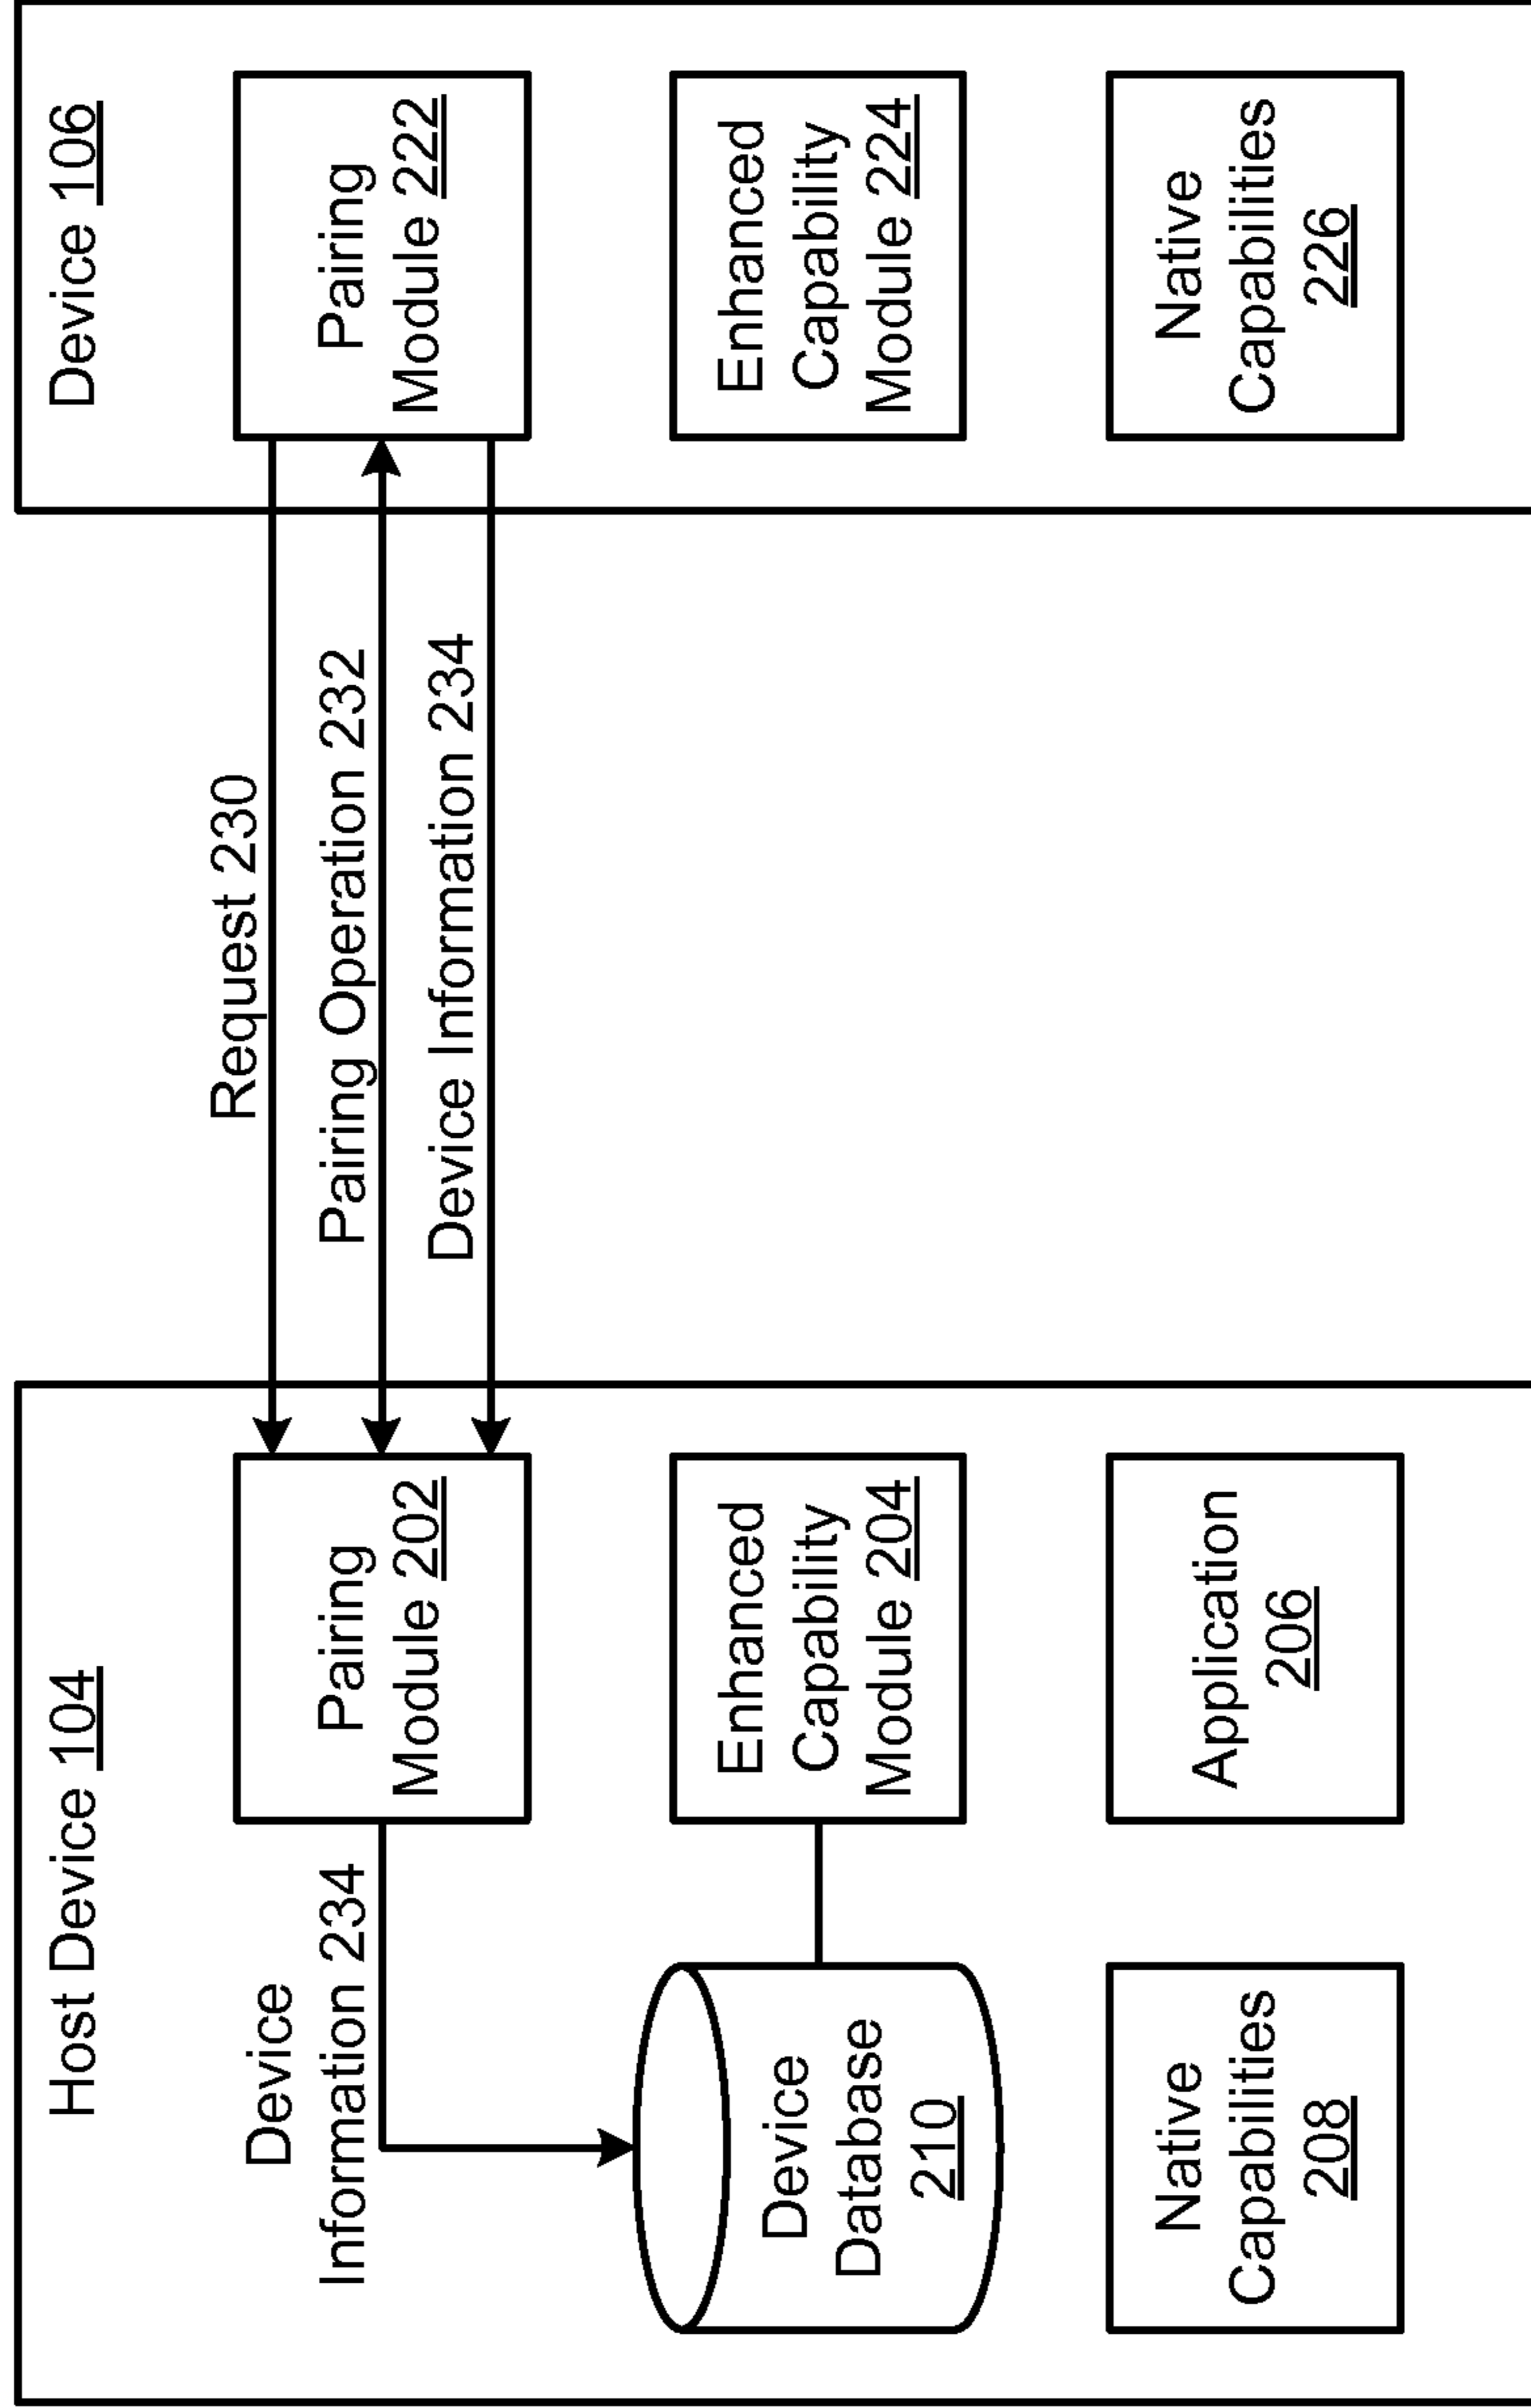 Host Device 104
Device
Information 234
Pairing
Module 202
Device
Database
210
Enhanced
Capability
Module 204
Native
Capabilities
208
Application
206
Request 230
Pairing Operation 232
Device Information 234
Device 106
Pairing
Module 222
Enhanced
Capability
Module 224
Native
Capabilities
226